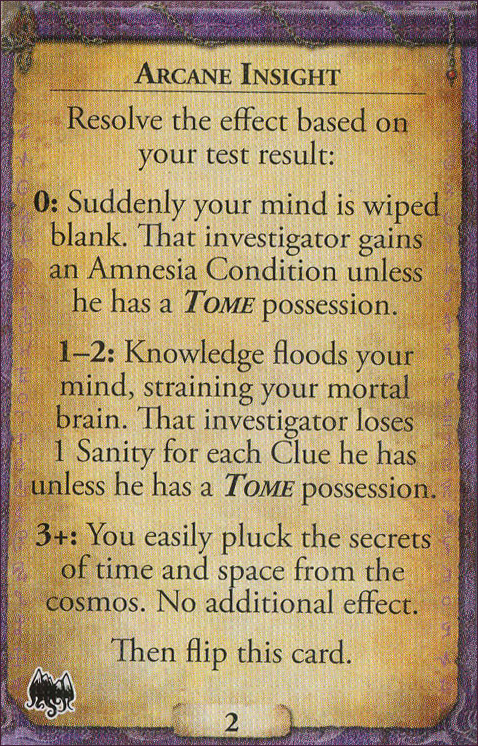 Arcane Insight
Resolve the effect based on
your test result:
0: Suddenly your mind is wiped
blank. That investigator gains
an Amnesia Condition unless
he has a Tome possession.
1–2: Knowledge floods your
mind, straining your mortal
brain. That investigator loses
1 Sanity for each Clue he has
unless he has a Tome possession.
3+: You easily pluck the secrets
of time and space from the
cosmos. No additional effect.
Then flip this card.
2